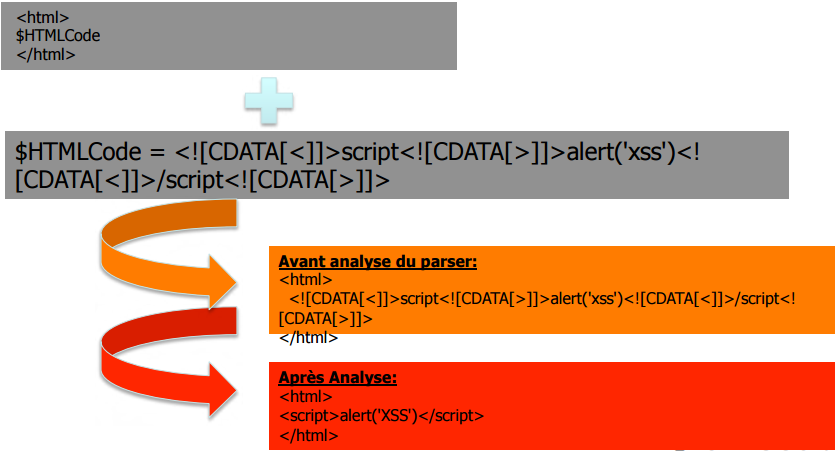 <html>
$HTMLCode
</html>
$HTMLCode = <![CDATA[<]]>script<![CDATA[>]]>alert('xss')<!
[CDATA[<]]>/script<![CDATA[>]]>
Avant analyse du parser:
<html>
<![CDATA[<]]>script<![CDATA[>]]>alert('xss')<![CDATA[<]]>/script<!
[CDATA[>]]>
</html>
Après Analyse:
<html>
<script>alert('XSS')</script>
</html>